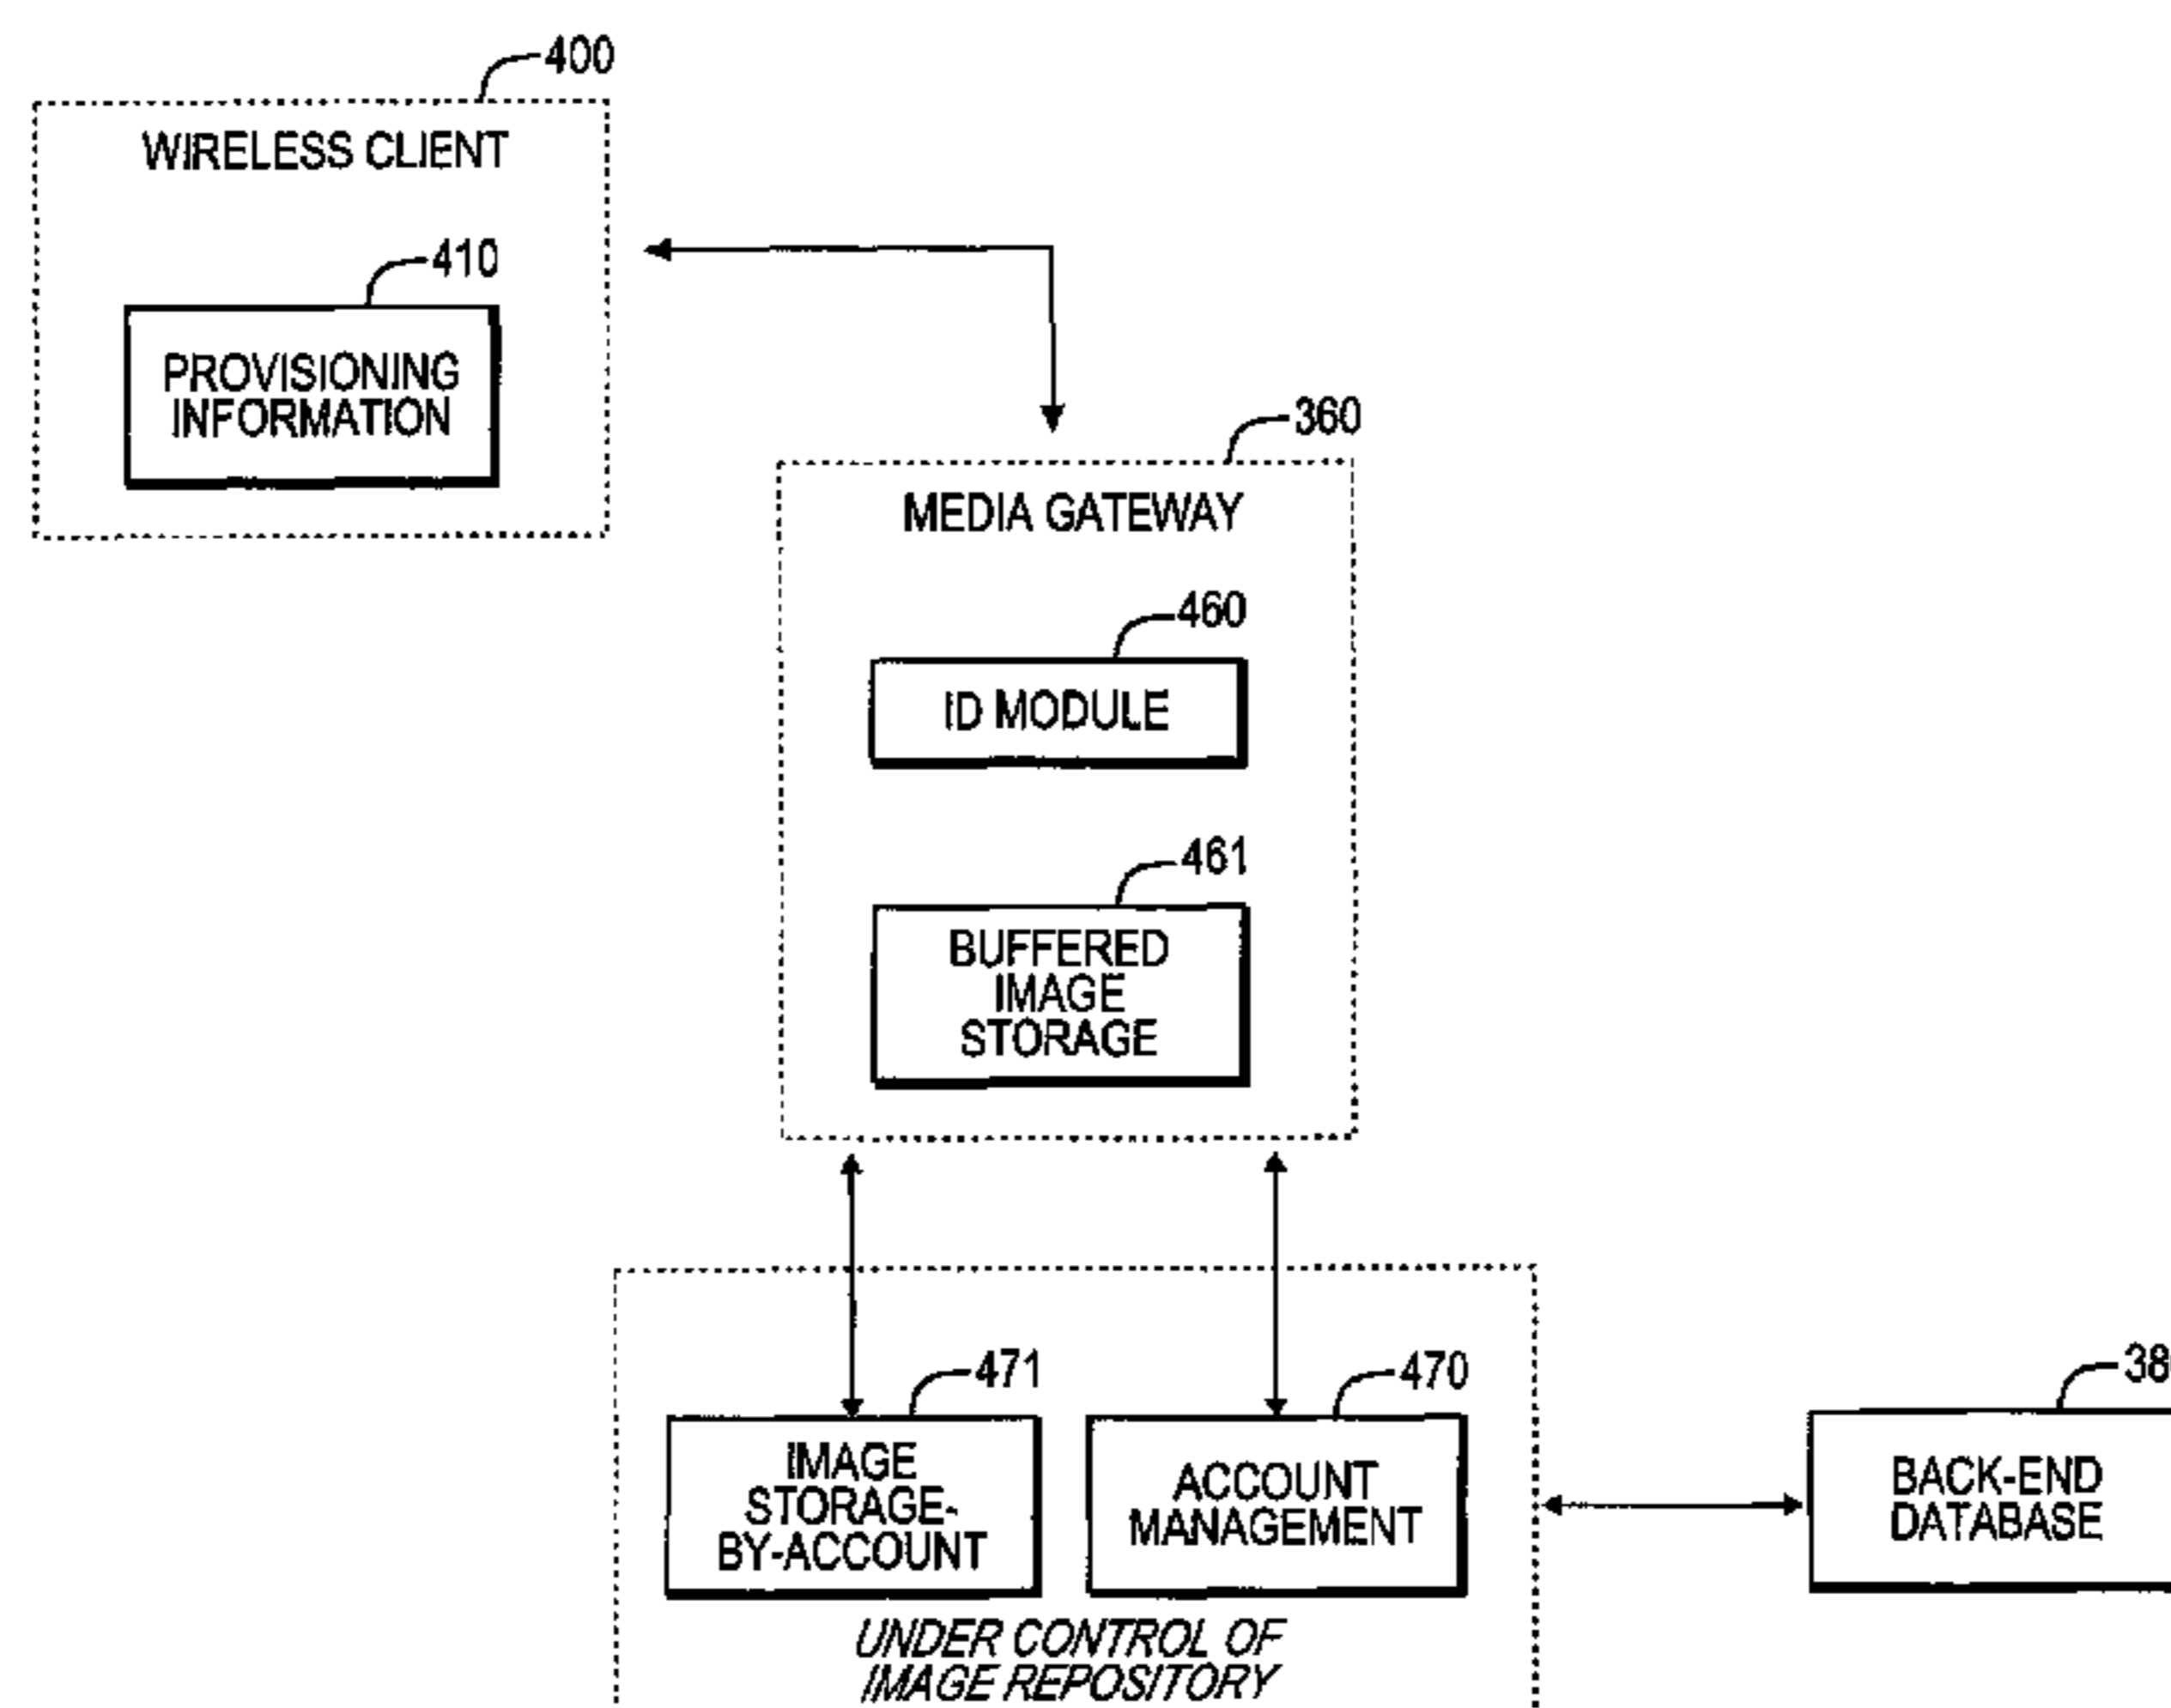 400
WIRELESS CLIENT
410
PROVISIONING
INFORMATION
360
MEDIA GATEWAY
460
ID MODULE
461
BUFFERED
IMAGE
STORAGE
471
IMAGE
STORAGE-
BY-ACCOUNT
470
ACCOUNT
MANAGEMENT
UNDER CONTROL OF
IMAGE REPOSITORY
BACK-END
DATABASE